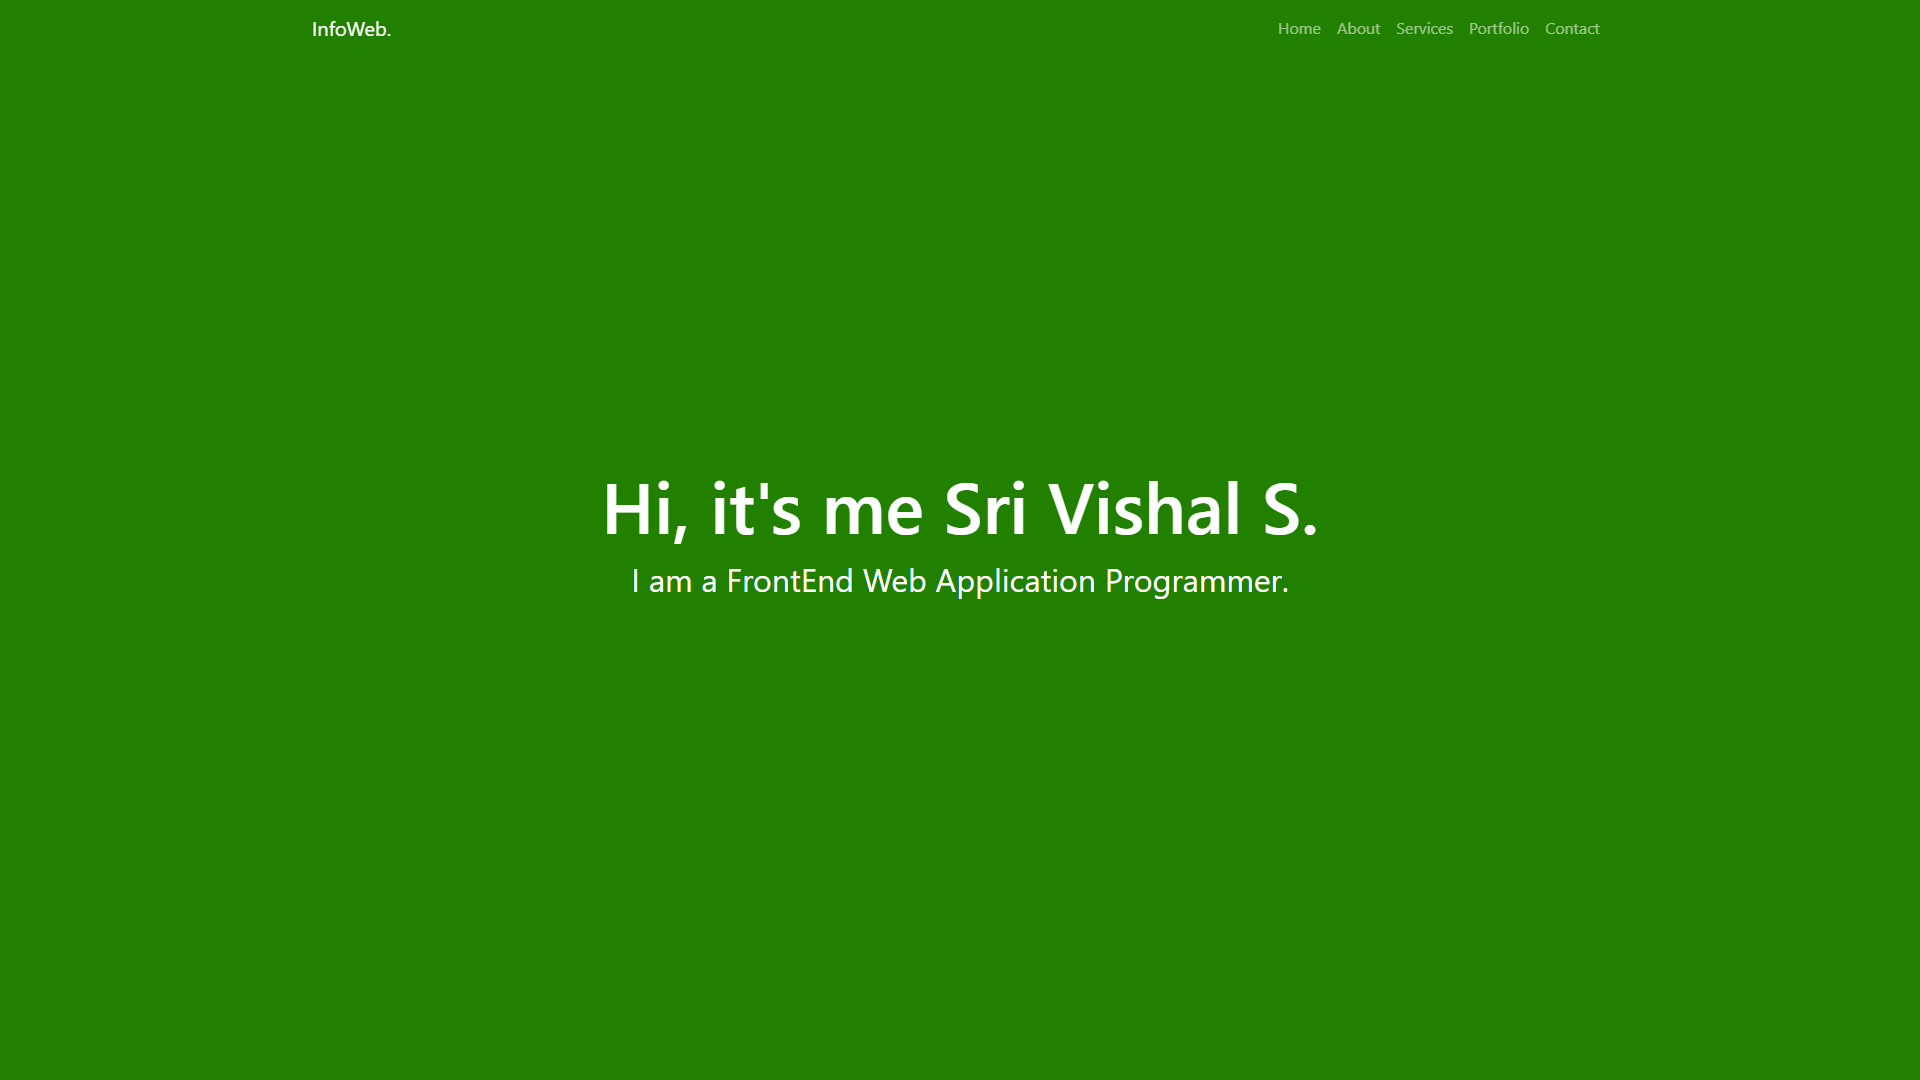 InfoWeb.
Home About Services Portfolio Contact
Hi, it's me Sri Vishal S.
I am a FrontEnd Web Application Programmer.